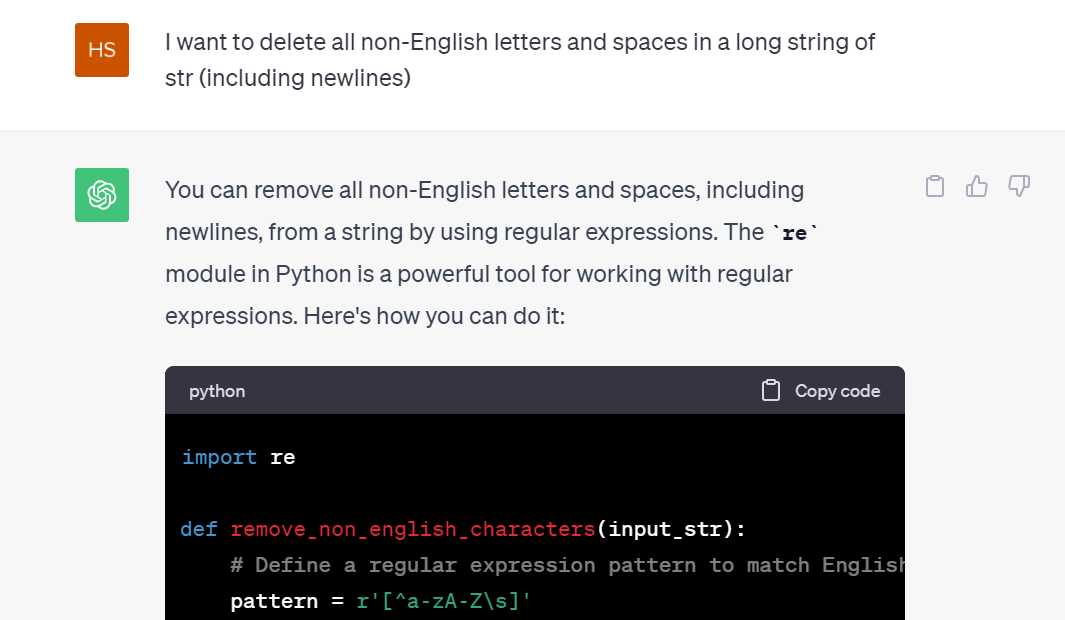 HS
I want to delete all non-English letters and spaces in a long string of
str (including newlines)
You can remove all non-English letters and spaces, including
newlines, from a string by using regular expressions. The `re`
module in Python is a powerful tool for working with regular
expressions. Here's how you can do it:
python Copy code
import re
def remove_non_english_characters(input_str):
# Define a regular expression pattern to match English
pattern = r'[^a-zA-Z\s]'